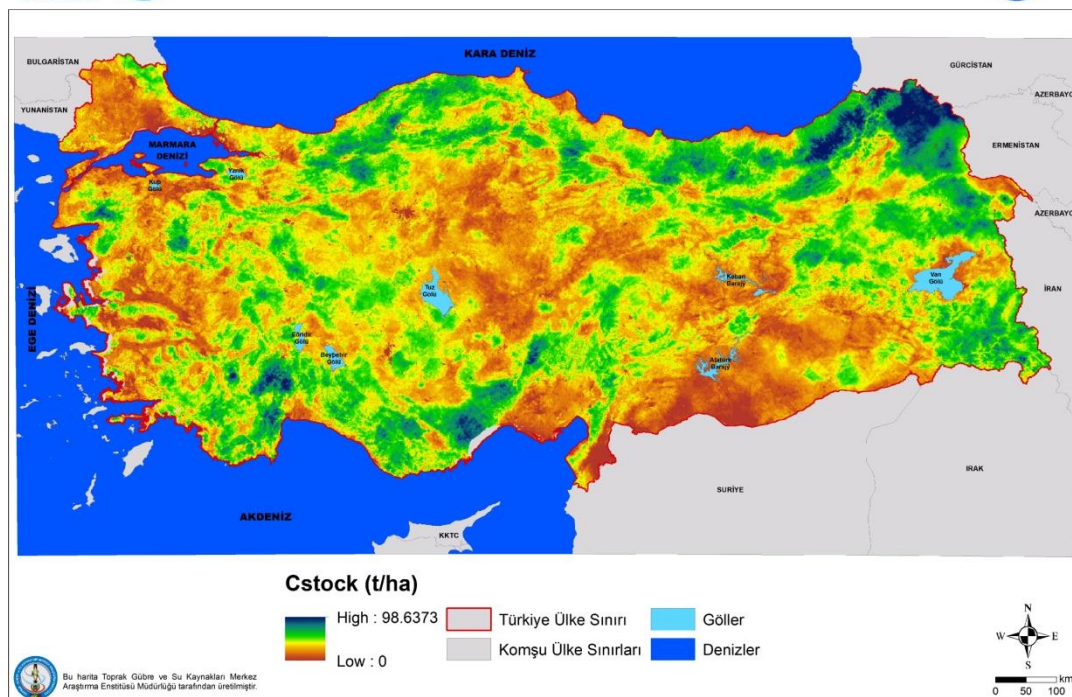 KARA DENİZ
BULGARİSTAN
GÜRCİSTAN
YUNANİSTAN
AZERBAYC
ERMENİSTAN
MARMARA
DENİZİ
Kuş
Gölü
AZERBAYC
Tuz
Gölü
Keban
Barajı
Van
Gölü
İRAN
EGE DENİZİ
Beyşehir
Gölü
Atatürk
Barajı
SURİYE
IRAK
AKDENİZ
KKTC
Cstock (t/ha)
High : 98.6373
Low : 0
Türkiye Ülke Sınırı
Komşu Ülke Sınırları
Göller
Denizler
N
W
E
S
km
50 100
Bu harita Toprak Gübre ve Su Kaynakları Merkez
Araştırma Enstitüsü Müdürlüğü tarafından üretilmiştir.